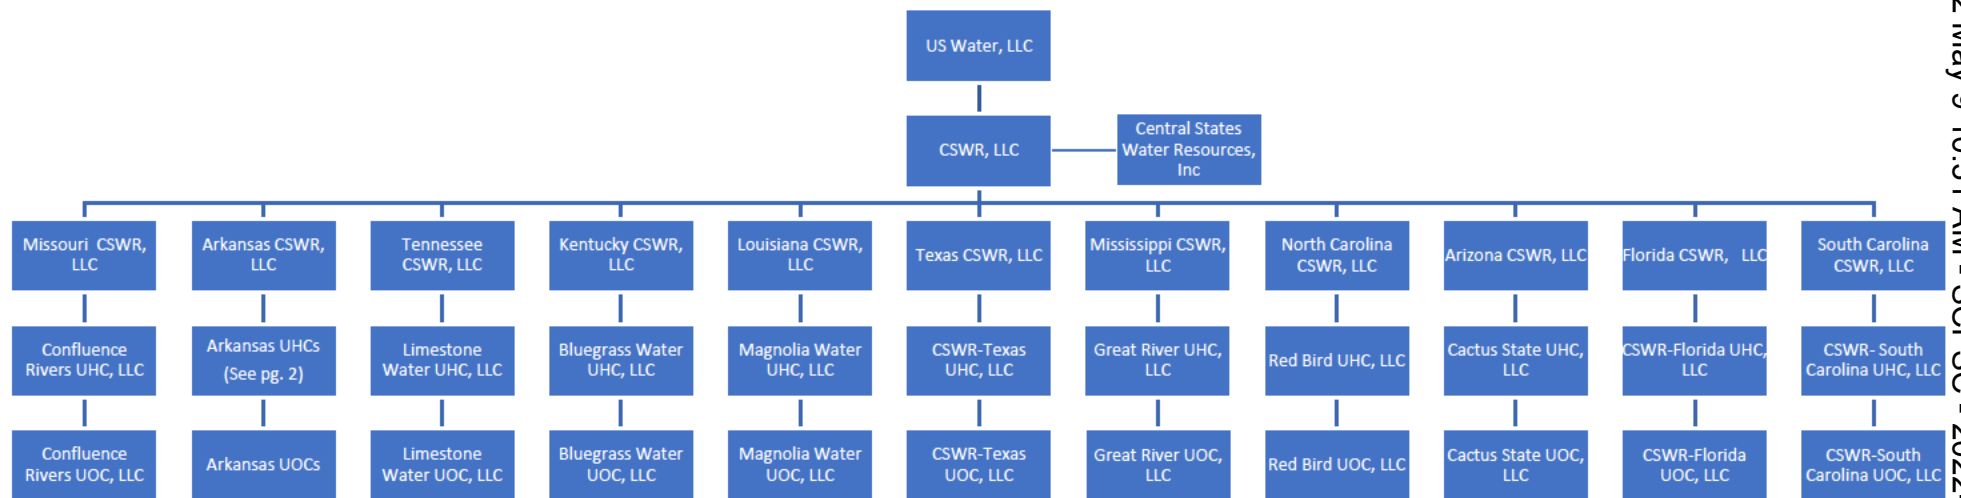 US Water, LLC
CSWR, LLC
Central States
Water Resources,
Inc
Missouri CSWR,
LLC
Arkansas CSWR,
LLC
Tennessee
CSWR, LLC
Kentucky CSWR,
LLC
Louisiana CSWR,
LLC
Texas CSWR, LLC
Mississippi CSWR,
LLC
North Carolina
CSWR, LLC
Arizona CSWR, LLC
Florida CSWR, LLC
South Carolina
CSWR, LLC
Confluence
Rivers UHC, LLC
Arkansas UHCs
(See pg. 2)
Limestone
Water UHC, LLC
Bluegrass Water
UHC, LLC
Magnolia Water
UHC, LLC
CSWR-Texas
UHC, LLC
Great River UHC,
LLC
Red Bird UHC, LLC
Cactus State UHC,
LLC
CSWR-Florida UHC,
LLC
CSWR- South
Carolina UHC, LLC
Confluence
Rivers UOC, LLC
Arkansas UOCs
Limestone
Water UOC, LLC
Bluegrass Water
UOC, LLC
Magnolia Water
UOC, LLC
CSWR-Texas
UOC, LLC
Great River UOC,
LLC
Red Bird UOC, LLC
Cactus State UOC,
LLC
CSWR-Florida
UOC, LLC
CSWR-South
Carolina UOC, LLC
May 9 AM - SC -